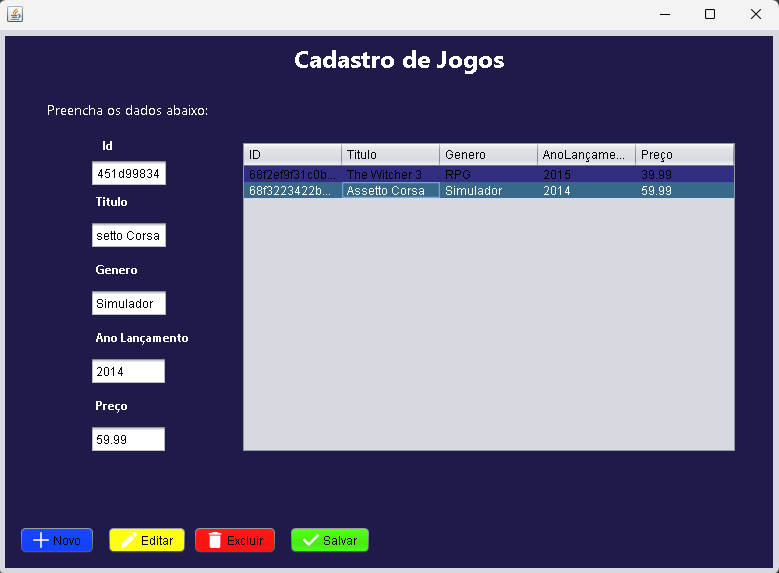 Cadastro de Jogos
Preencha os dados abaixo:
Id
451d99834
Titulo
setto Corsa
Genero
Simulador
Ano Lançamento
2014
Preço
59.99
ID Titulo Genero AnoLançame... Preço
68f2ef9f31c0b... The Witcher 3 RPG 2015 39.99
68f3223422b... Assetto Corsa Simulador 2014 59.99
Novo Editar Excluir Salvar